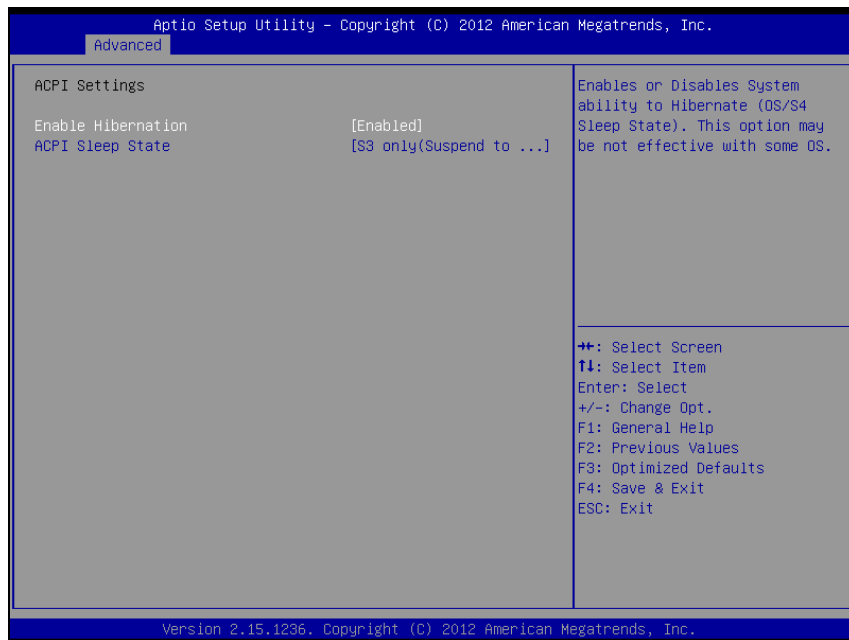 Aptio Setup Utility – Copyright (C) 2012 American Megatrends, Inc.
Advanced
ACPI Settings
Enable Hibernation [Enabled]
ACPI Sleep State [S3 only(Suspend to ...]
Enables or Disables System
ability to Hibernate (OS/S4
Sleep State). This option may
be not effective with some OS.
→←: Select Screen
↑↓: Select Item
Enter: Select
+/-: Change Opt.
F1: General Help
F2: Previous Values
F3: Optimized Defaults
F4: Save & Exit
ESC: Exit
Version 2.15.1236. Copyright (C) 2012 American Megatrends, Inc.